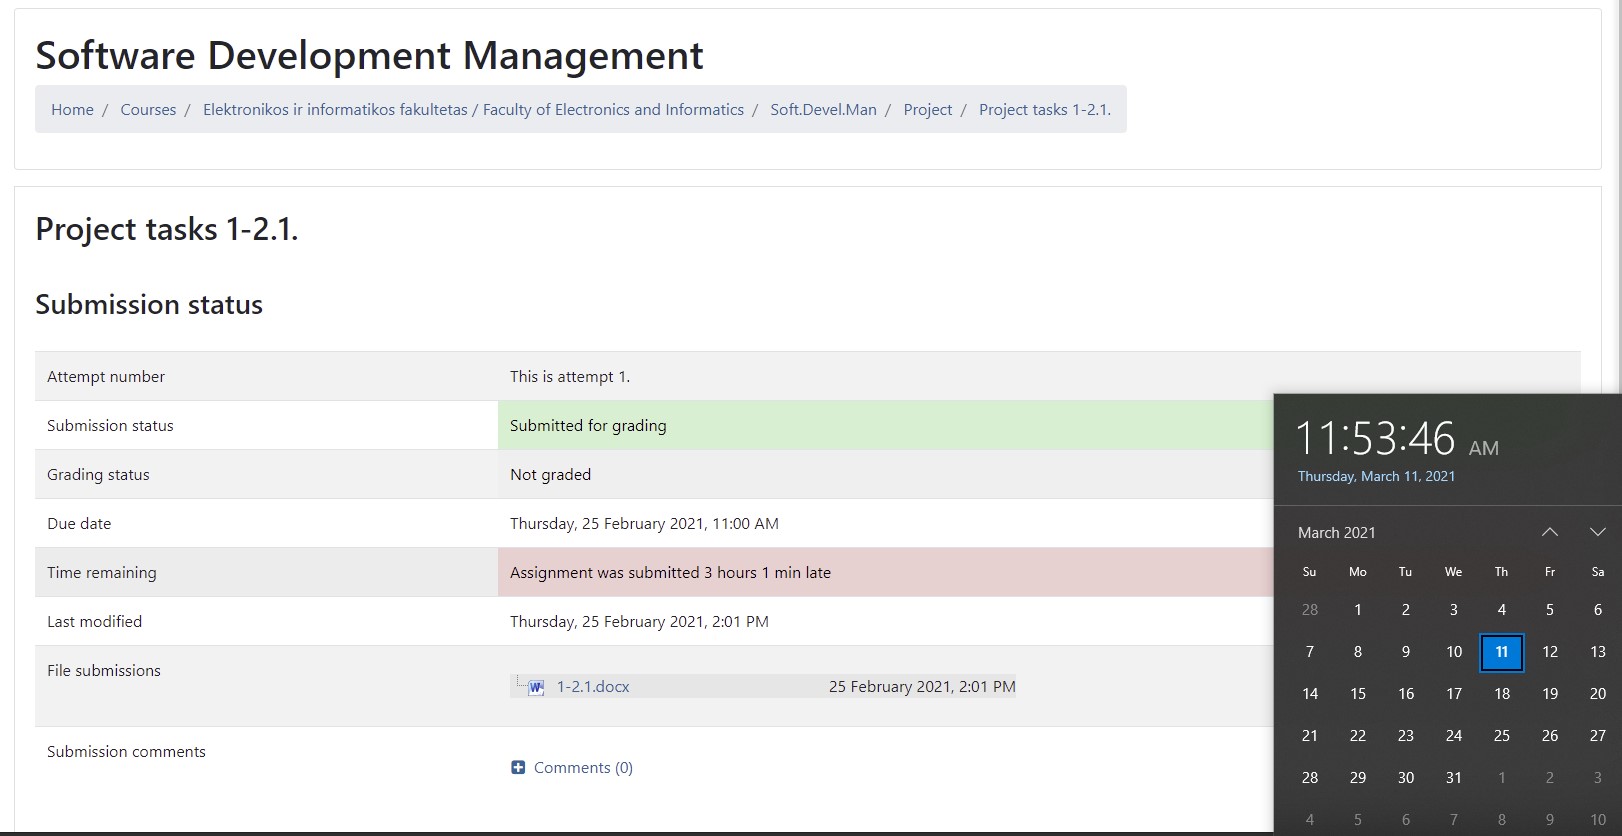 Software Development Management
Home / Courses / Elektronikos ir informatikos fakultetas / Faculty of Electronics and Informatics / Soft.Devel.Man / Project / Project tasks 1-2.1.
Project tasks 1-2.1.
Submission status
Attempt number This is attempt 1.
Submission status Submitted for grading
Grading status Not graded
Due date Thursday, 25 February 2021, 11:00 AM
Time remaining Assignment was submitted 3 hours 1 min late
Last modified Thursday, 25 February 2021, 2:01 PM
File submissions
1-2.1.docx 25 February 2021, 2:01 PM
Submission comments
Comments (0)
11:53:46 AM
Thursday, March 11, 2021
March 2021
Su Mo Tu We Th Fr Sa
28 1 2 3 4 5 6
7 8 9 10 11 12 13
14 15 16 17 18 19 20
21 22 23 24 25 26 27
28 29 30 31 1 2 3
4 5 6 7 8 9 10